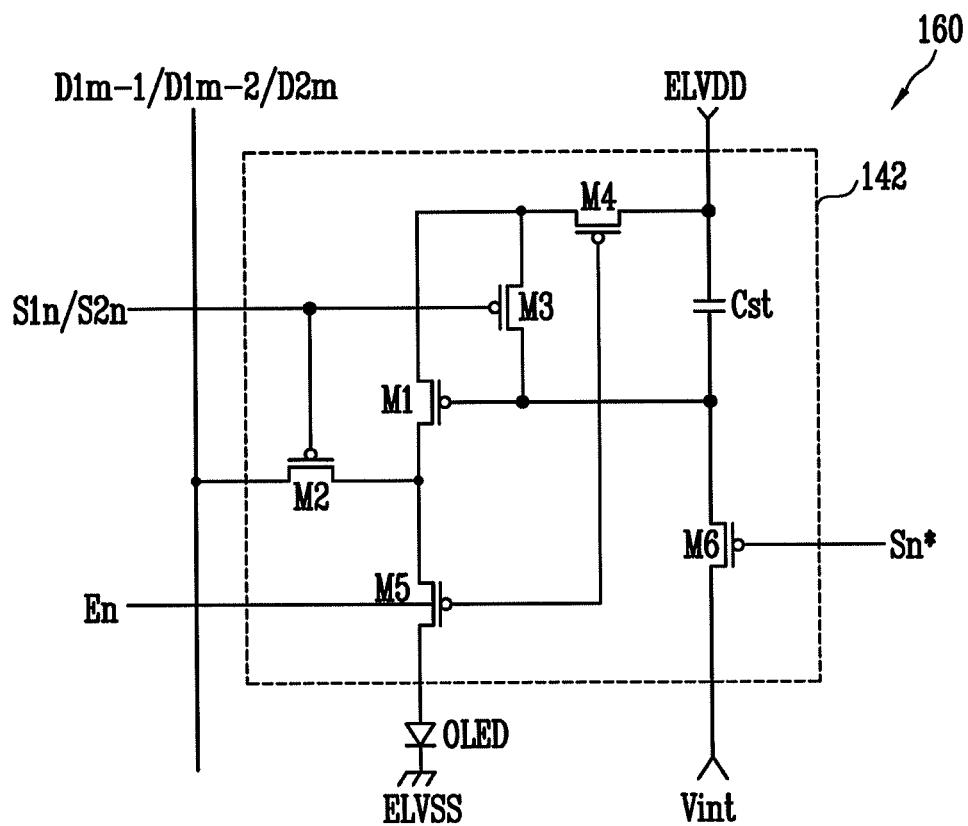 160
D1m-1/D1m-2/D2m
ELVDD
142
M4
S1n/S2n
M3
Cst
M1
M2
M6
Sn*
M5
En
OLED
ELVSS
Vint